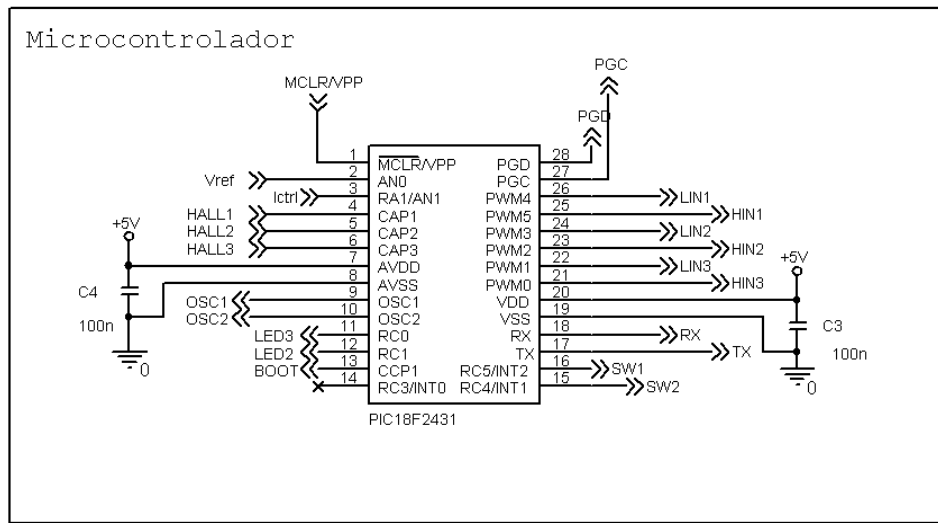 Microcontrolador
PGC
MCLR/VPP
PGD
1 MCLR/VPP PGD 28
Vref 2 AN0 PGC 27
Ictrl 3 RA1/AN1 PWM4 26 LIN1
HALL1 4 CAP1 PWM5 25 HIN1
HALL2 5 CAP2 PWM3 24 LIN2
HALL3 6 CAP3 PWM2 23 HIN2
+5V 7 AVDD PWM1 22 LIN3 +5V
8 AVSS PWM0 21 HIN3
C4 OSC1 9 OSC1 VDD 20
OSC2 10 OSC2 VSS 19
100n LED3 11 RC0 RX 18 RX C3
LED2 12 RC1 TX 17 TX 100n
0 BOOT 13 CCP1 RC5/INT2 16 SW1
14 RC3/INT0 RC4/INT1 15 SW2 0
PIC18F2431